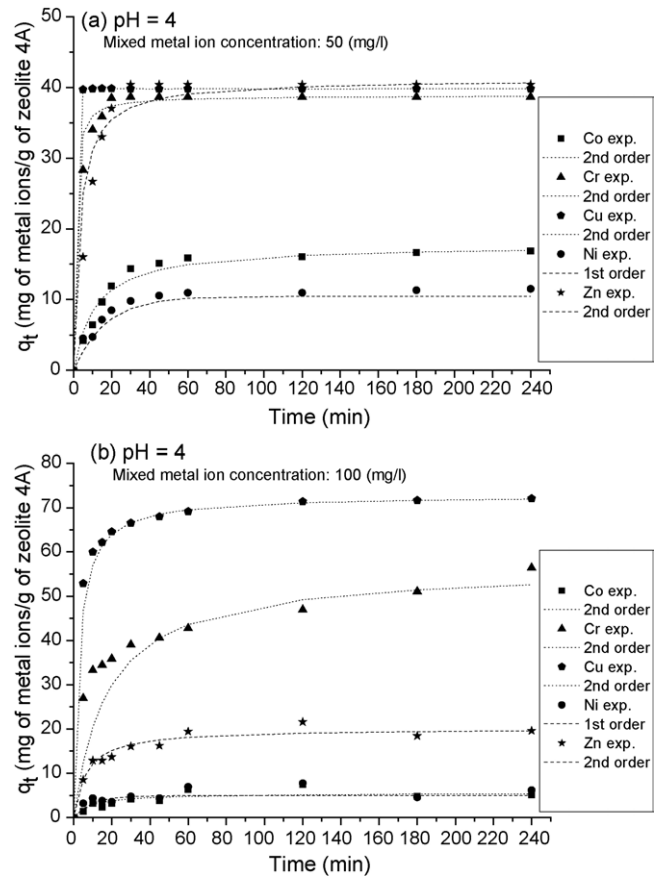 (a) pH = 4
Mixed metal ion concentration: 50 (mg/l)
q_t (mg of metal ions/g of zeolite 4A)
50
40
30
20
10
0
0 20 40 60 80 100 120 140 160 180 200 220 240
Time (min)
Co exp.
2nd order
Cr exp.
2nd order
Cu exp.
2nd order
Ni exp.
1st order
Zn exp.
2nd order
(b) pH = 4
Mixed metal ion concentration: 100 (mg/l)
q_t (mg of metal ions/g of zeolite 4A)
80
70
60
50
40
30
20
10
0
0 20 40 60 80 100 120 140 160 180 200 220 240
Time (min)
Co exp.
2nd order
Cr exp.
2nd order
Cu exp.
2nd order
Ni exp.
1st order
Zn exp.
2nd order